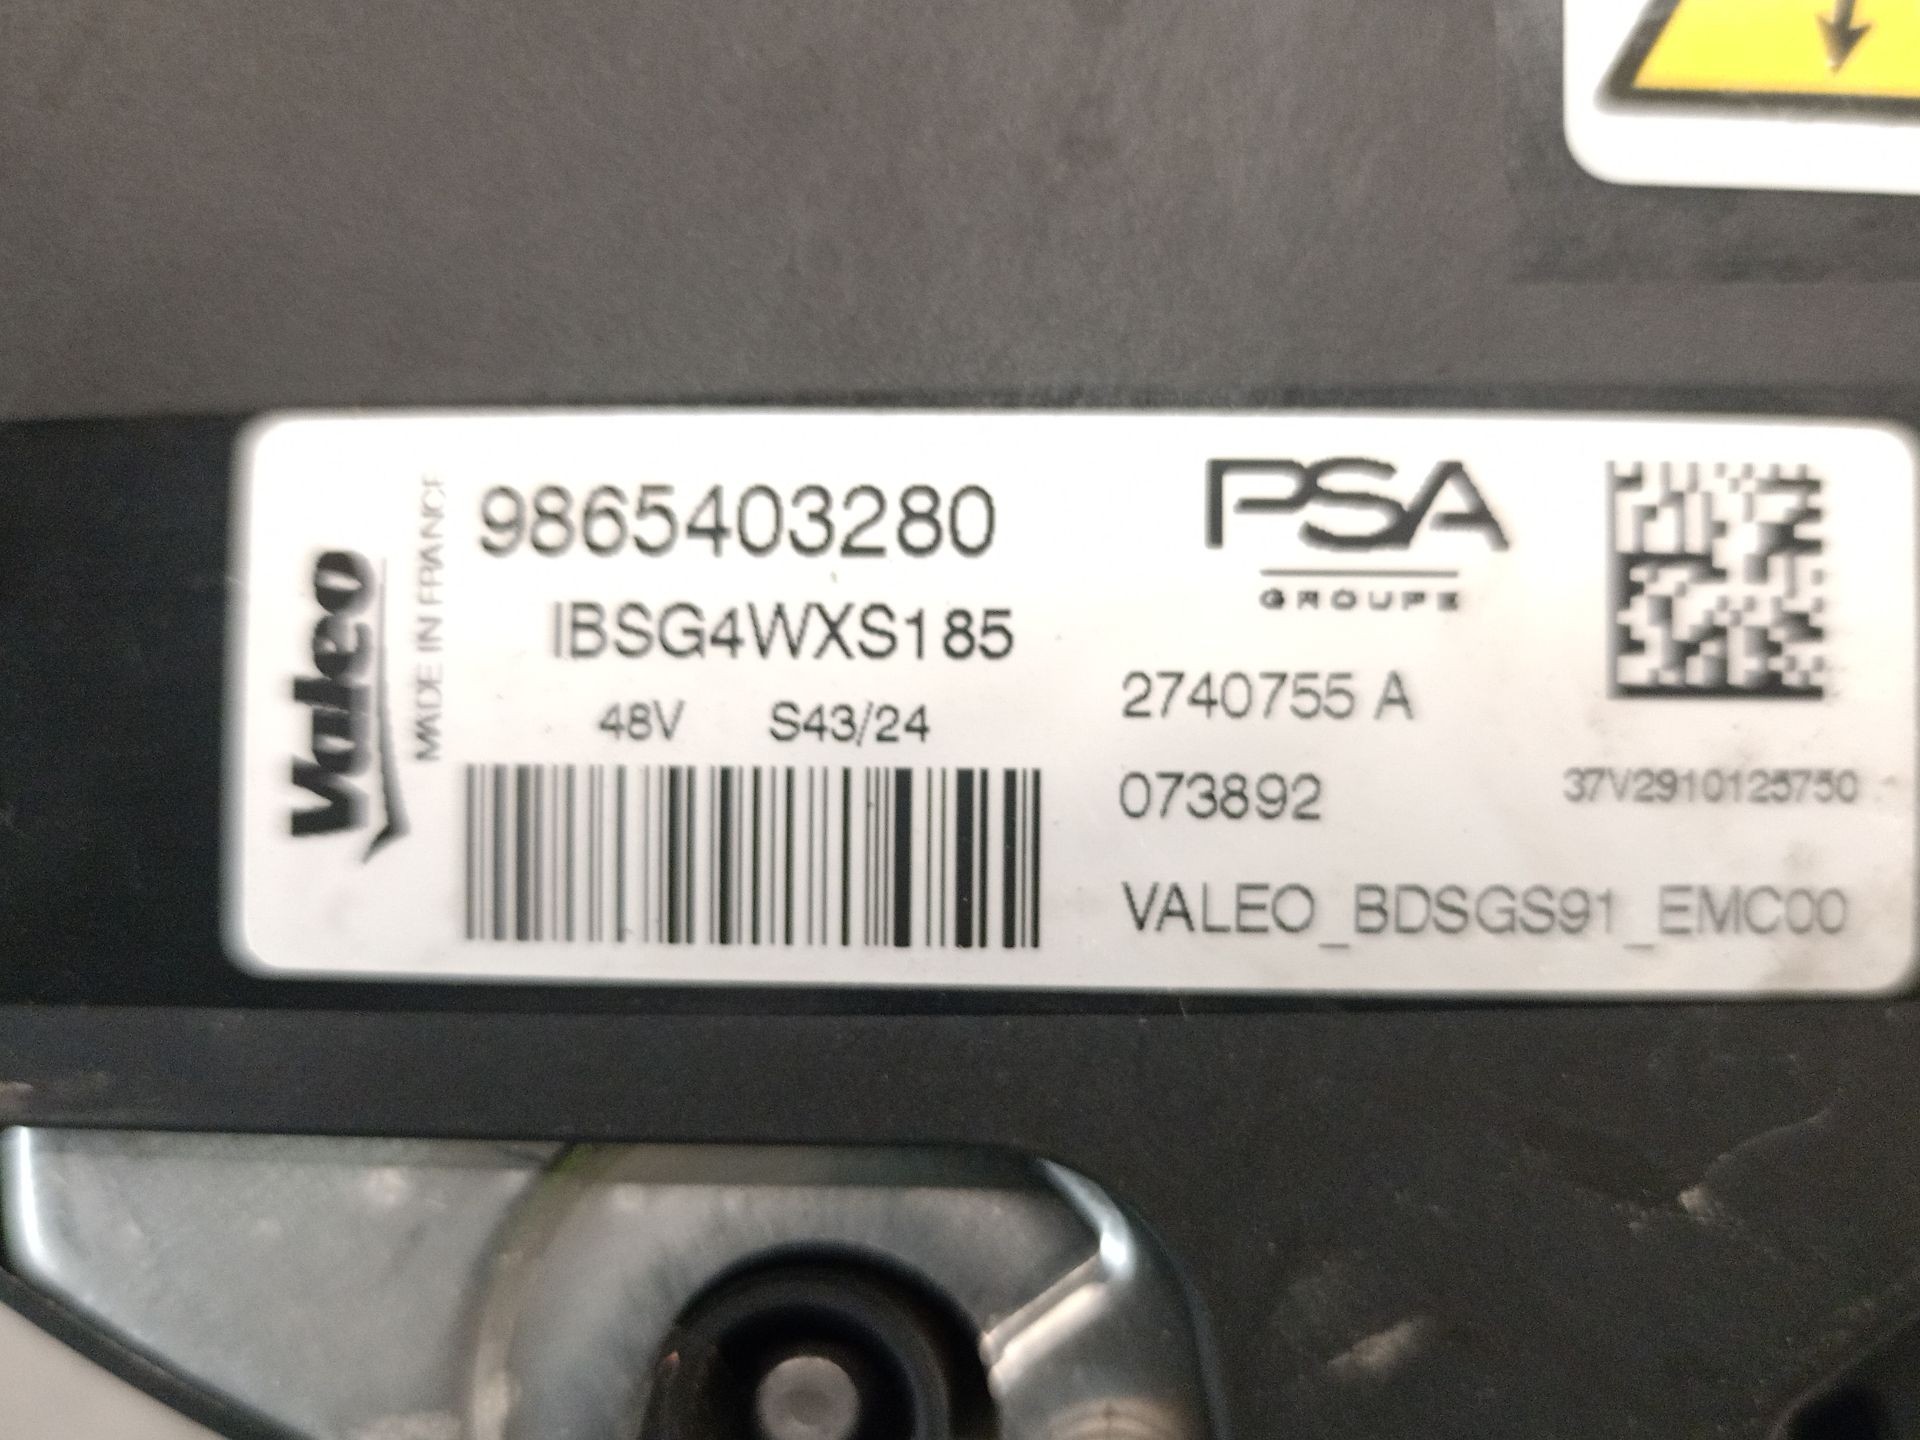 Valeo
MADE IN FRANCE
9865403280
IBSG4WXS185
48V S43/24
PSA
GROUPE
2740755 A
073892
37V2910125750
VALEO_BDSGS91_EMC00